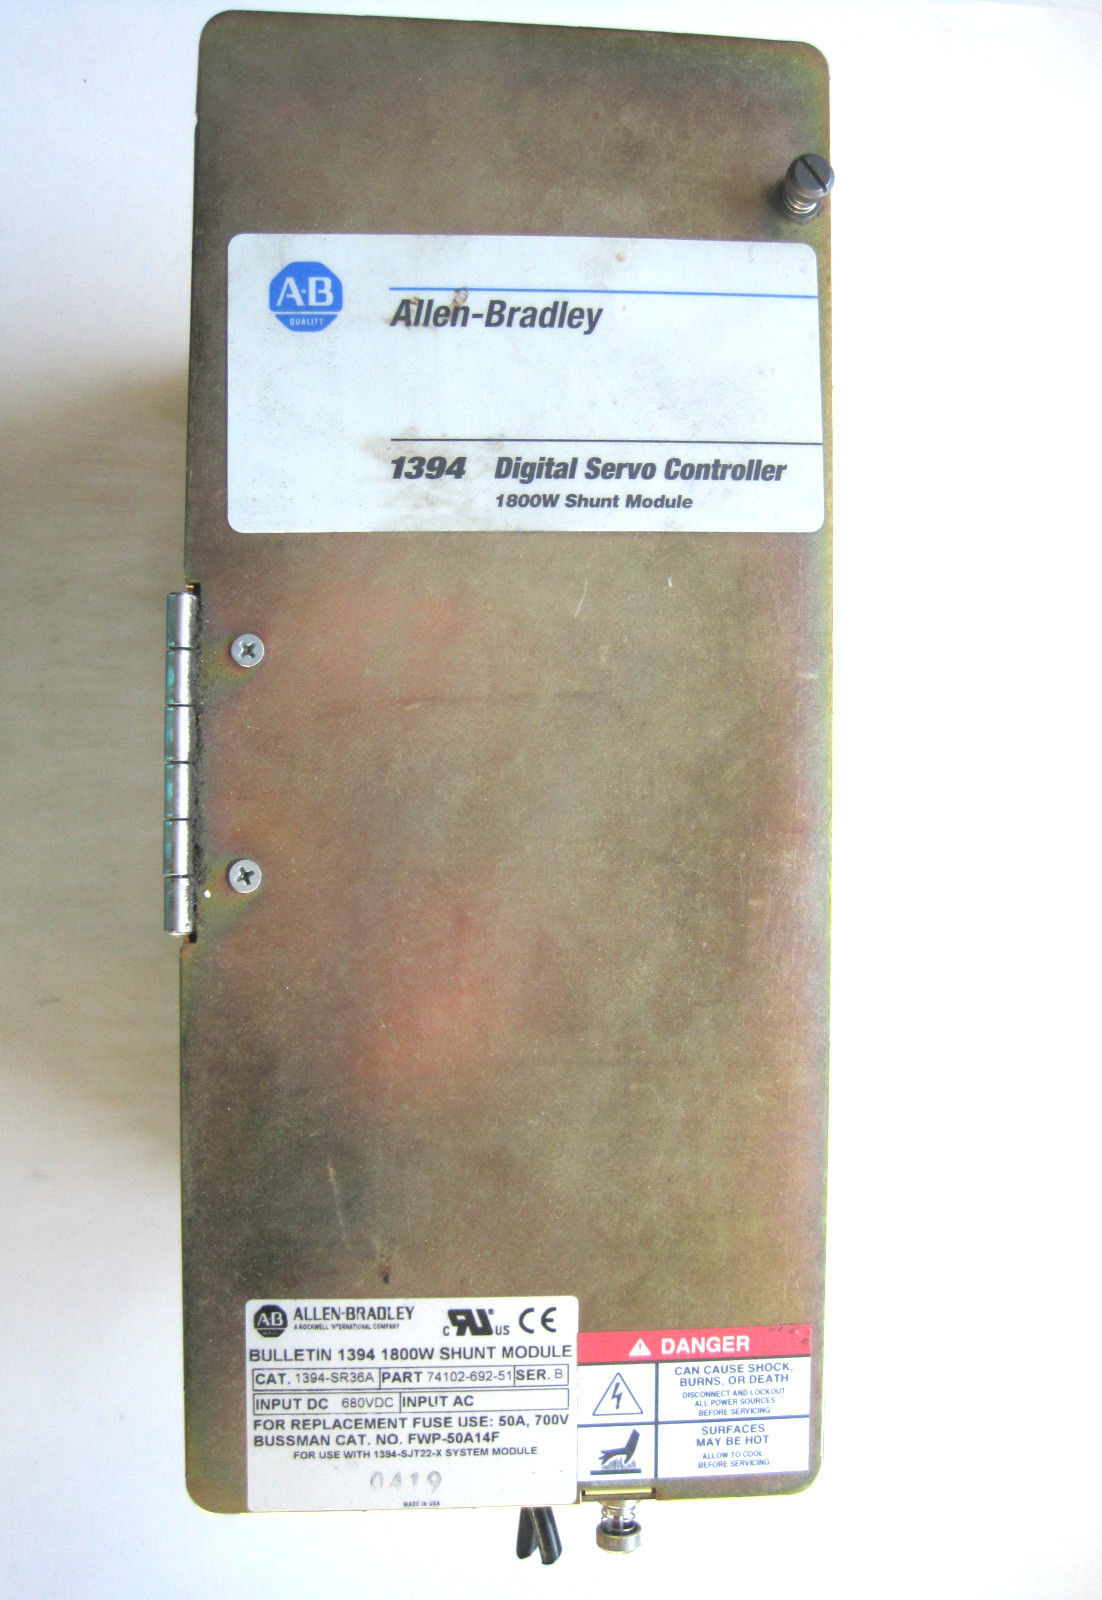 A·B
QUALITY
Allen-Bradley
1394 Digital Servo Controller
1800W Shunt Module
AB
ALLEN-BRADLEY
A ROCKWELL INTERNATIONAL COMPANY
c RU ® US CE
BULLETIN 1394 1800W SHUNT MODULE
CAT. 1394-SR36A PART 74102-692-51 SER. B
INPUT DC 680VDC INPUT AC
FOR REPLACEMENT FUSE USE: 50A, 700V
BUSSMAN CAT. NO. FWP-50A14F
FOR USE WITH 1394-SJT22-X SYSTEM MODULE
0419
MADE IN USA
DANGER
CAN CAUSE SHOCK,
BURNS, OR DEATH
DISCONNECT AND LOCKOUT
ALL POWER SOURCES
BEFORE SERVICING
SURFACES
MAY BE HOT
ALLOW TO COOL
BEFORE SERVICING